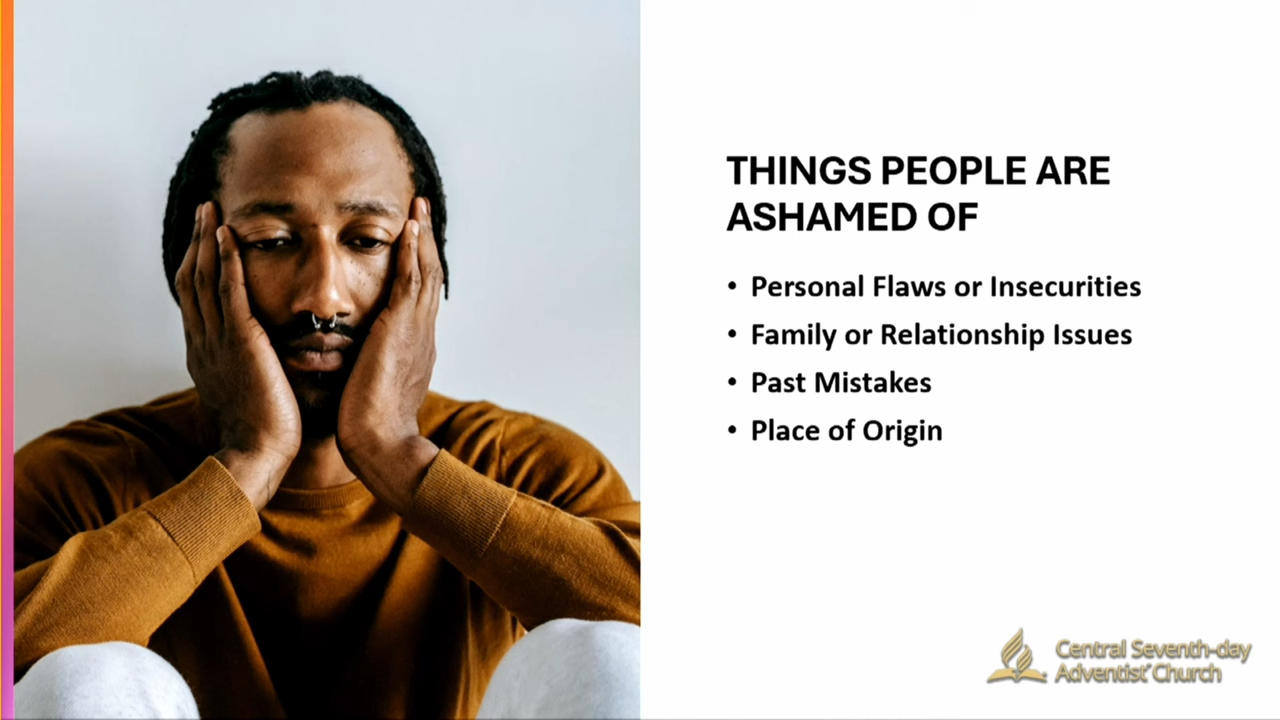 THINGS PEOPLE ARE
ASHAMED OF
• Personal Flaws or Insecurities
• Family or Relationship Issues
• Past Mistakes
• Place of Origin
Central Seventh-day
Adventist® Church